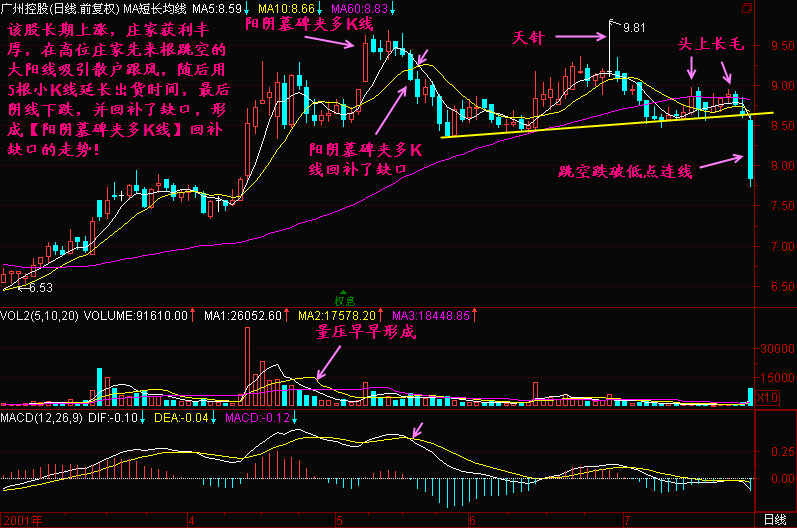 广州控股(日线.前复权) MA短长均线 MA5:8.59↓ MA10:8.66↓ MA60:8.83↓
该股长期上涨，庄家获利丰
厚，在高位庄家先来根跳空的
大阳线吸引散户跟风，随后用
5根小K线延长出货时间，最后
阴线下跌，并回补了缺口，形
成【阳阴墓碑夹多K线】回补
缺口的走势！
阳阴墓碑夹多K线
天针
9.81
头上长毛
阳阴墓碑夹多K
线回补了缺口
跳空跌破低点连线
9.50
9.00
8.50
8.00
7.50
7.00
6.50
6.53
权息
VOL2(5,10,20) VOLUME:91610.00↑ MA1:26052.60↑ MA2:17578.20↑ MA3:18448.85↑
量压早早形成
30000
15000
X10
MACD(12,26,9) DIF:-0.10↓ DEA:-0.04↓ MACD:-0.12↓
0.25
0.00
2001年 4 5 6 7 日线